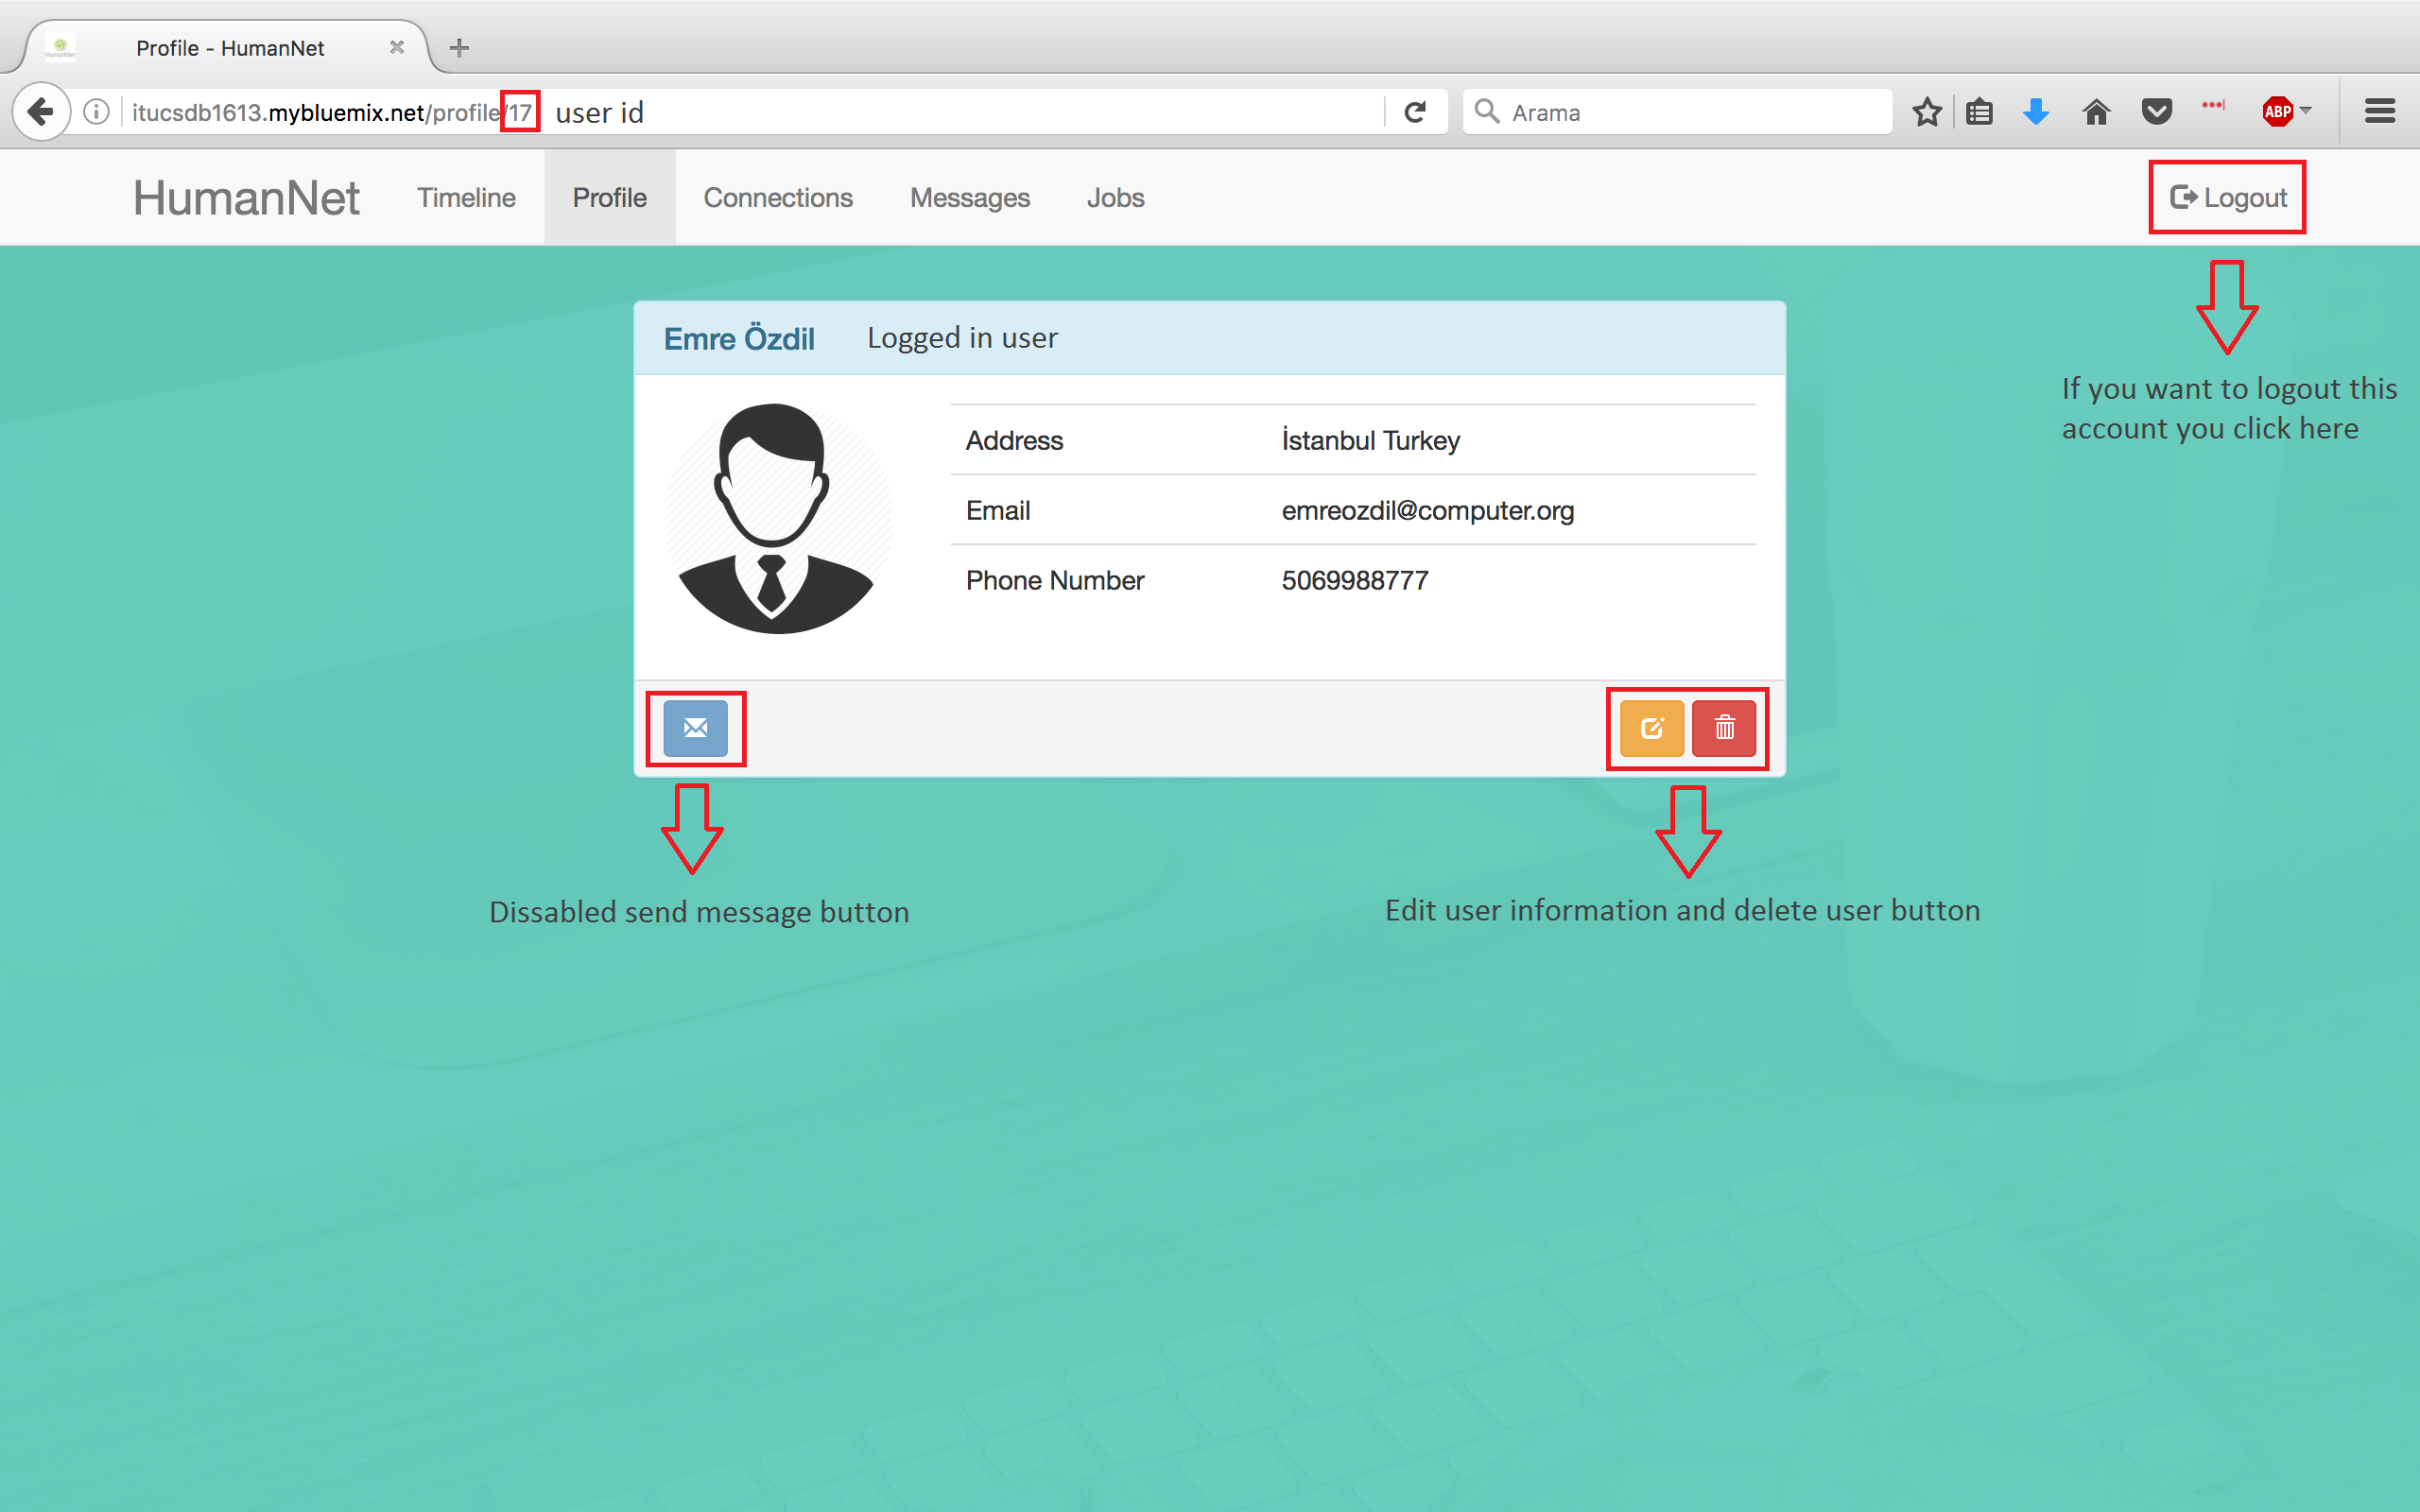 Profile - HumanNet
itucsdb1613.mybluemix.net/profile/17 user id
Arama
ABP
HumanNet Timeline Profile Connections Messages Jobs Logout
Emre Özdil Logged in user
If you want to logout this
account you click here
Address İstanbul Turkey
Email emreozdil@computer.org
Phone Number 5069988777
Dissabled send message button
Edit user information and delete user button